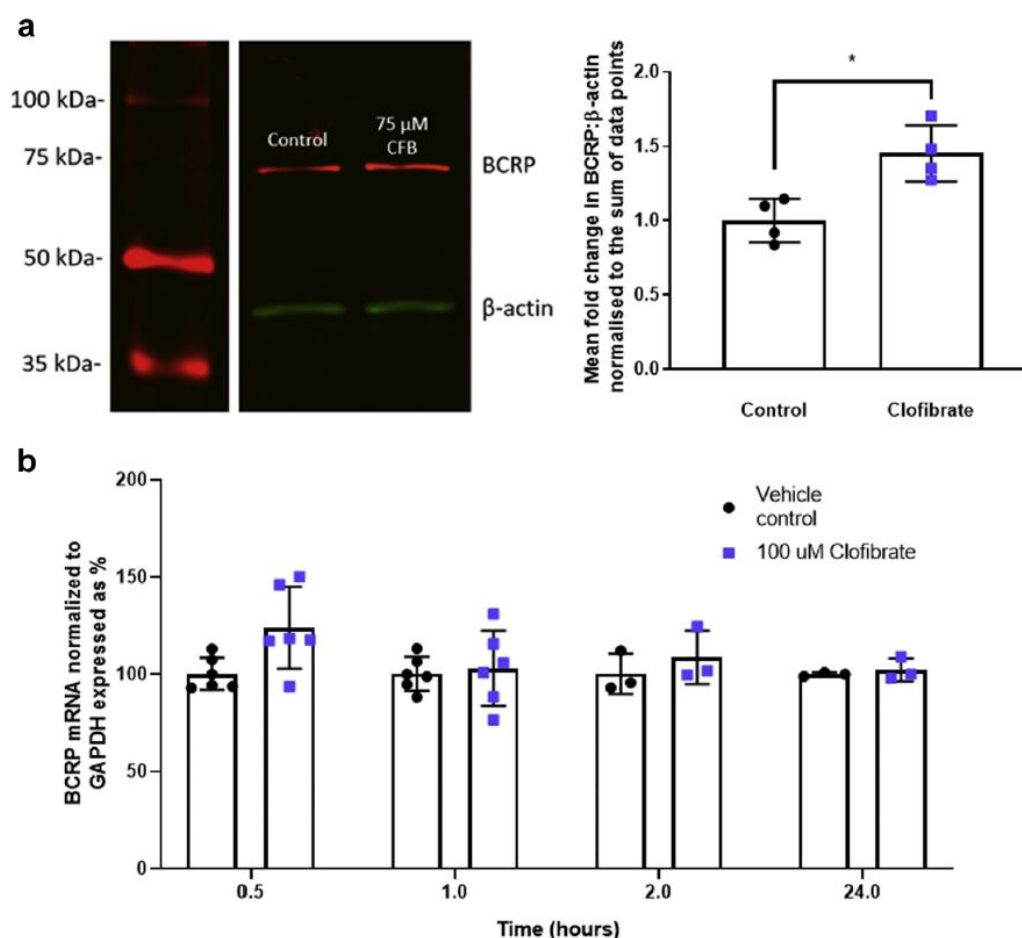 a
100 kDa-
75 kDa-
50 kDa-
35 kDa-
Control
75 µM
CFB
BCRP
β-actin
Mean fold change in BCRP:β-actin
normalised to the sum of data points
2.0
1.5
1.0
0.5
0.0
*
Control
Clofibrate
b
BCRP mRNA normalized to
GAPDH expressed as %
200
150
100
50
0
Vehicle
control
100 uM Clofibrate
0.5
1.0
2.0
24.0
Time (hours)